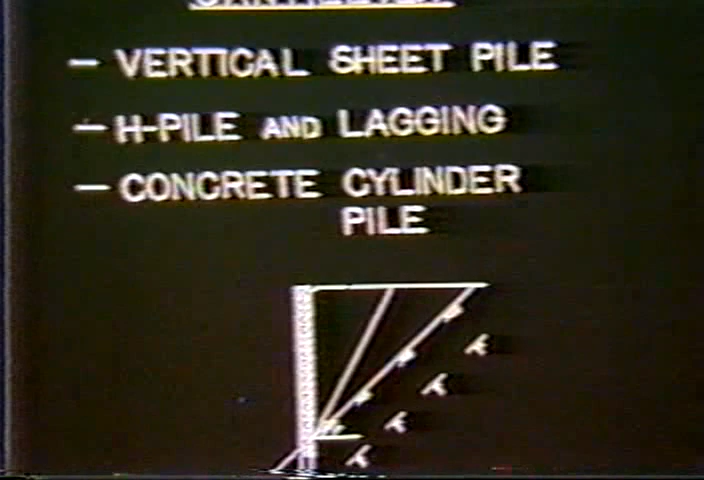 — VERTICAL SHEET PILE
— H-PILE AND LAGGING
— CONCRETE CYLINDER
PILE